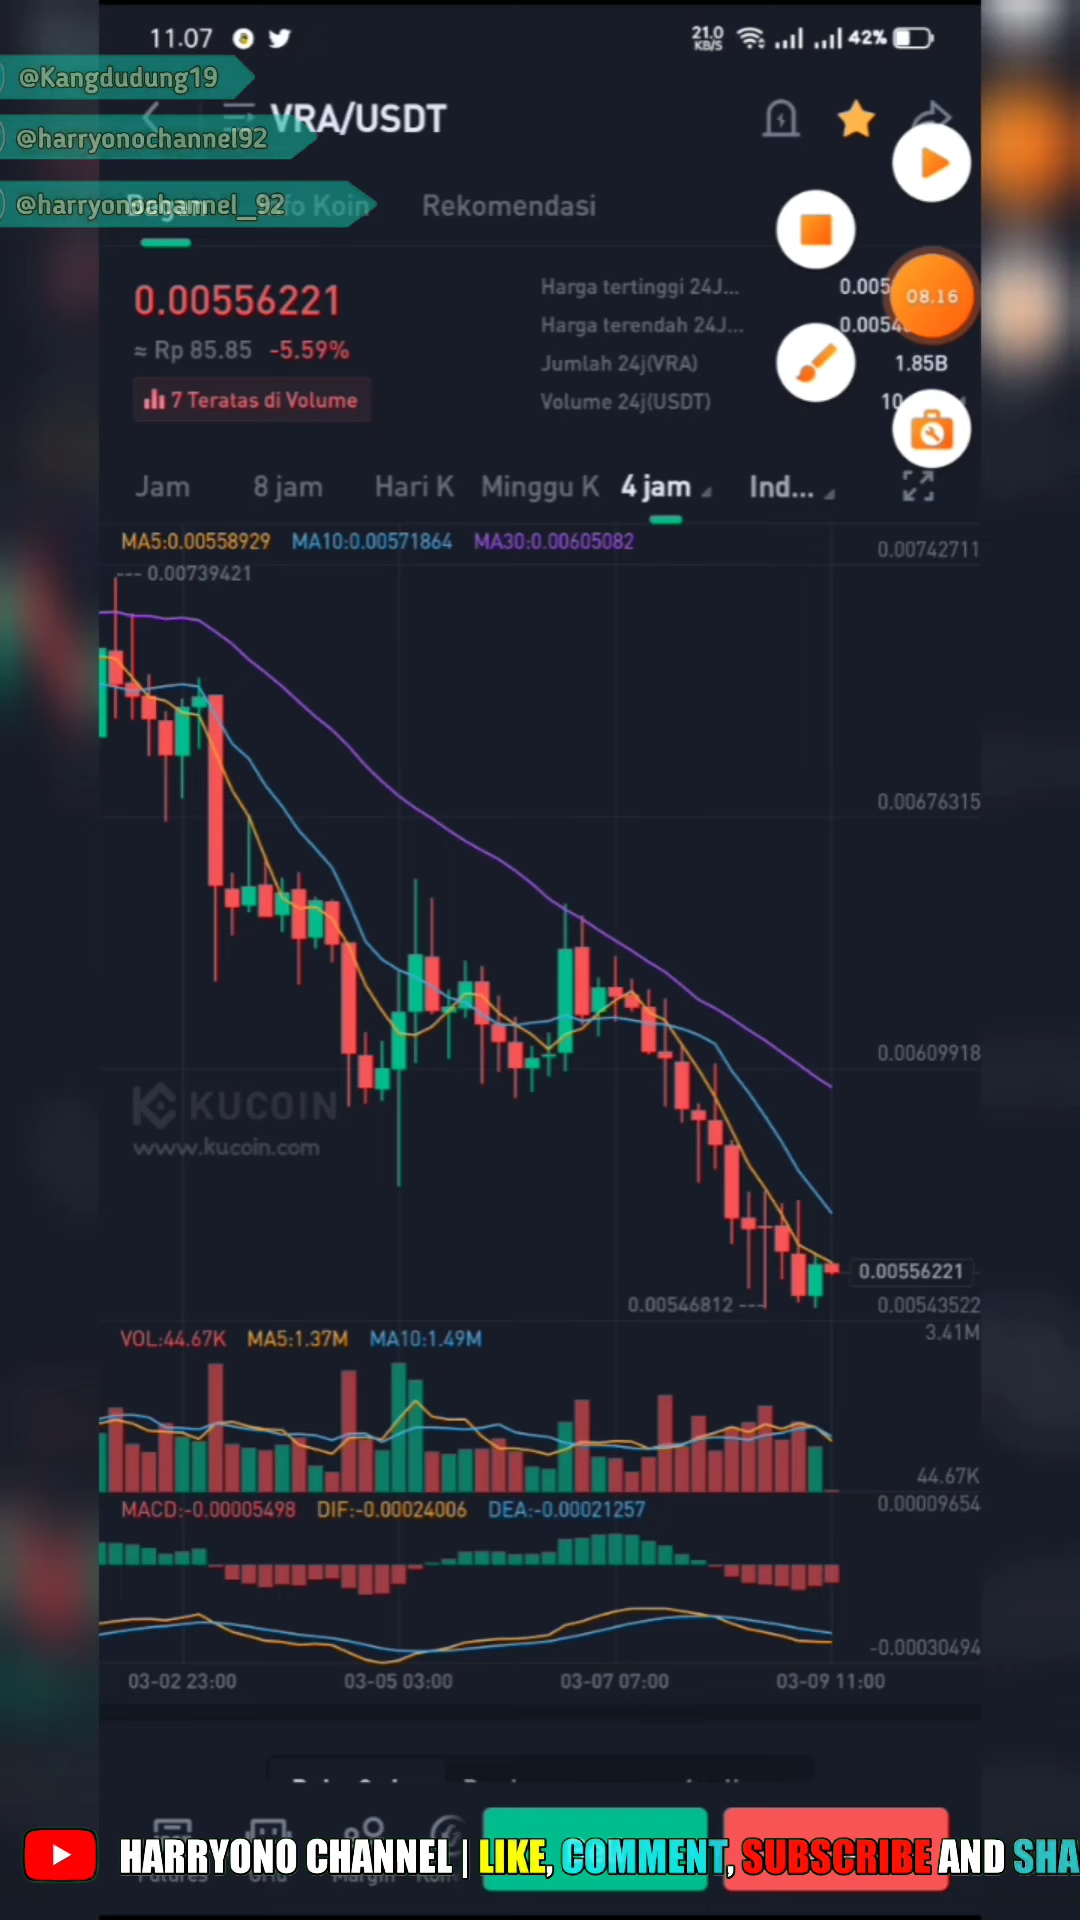 11.07
21.0 KB/S
42%
@Kangdudung19
VRA/USDT
@harryonochannel92
@harryonochannel_92
Bagan
Koin
Rekomendasi
0.00556221
≈ Rp 85.85 -5.59%
7 Teratas di Volume
Harga tertinggi 24J...
Harga terendah 24J...
Jumlah 24j(VRA) 1.85B
Volume 24j(USDT)
08.16
Jam 8 jam Hari K Minggu K 4 jam Ind...
MA5:0.00558929 MA10:0.00571864 MA30:0.00605082
0.00742711
0.00739421
0.00676315
0.00609918
KUCOIN
www.kucoin.com
0.00556221
0.00546812
0.00543522
VOL:44.67K MA5:1.37M MA10:1.49M
3.41M
44.67K
MACD:-0.00005498 DIF:-0.00024006 DEA:-0.00021257
0.00009654
-0.00030494
03-02 23:00 03-05 03:00 03-07 07:00 03-09 11:00
HARRYONO CHANNEL | LIKE, COMMENT, SUBSCRIBE AND SHA